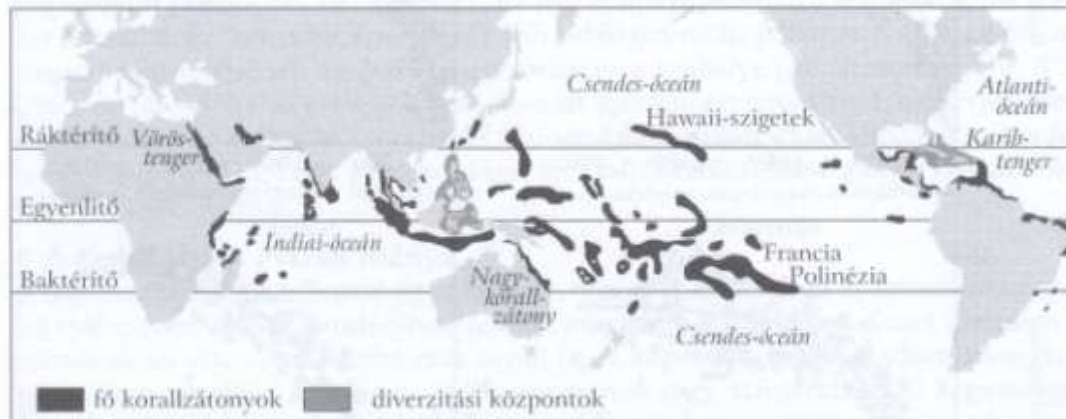 Csendes-óceán
Atlanti-
óceán
Hawaii-szigetek
Ráktérítő
Vörös-
tenger
Karib-
tenger
Egyenlítő
Indiai-óceán
Francia
Polinézia
Baktérítő
Nagy-
korall-
zátony
Csendes-óceán
fő korallzátonyok
diverzitási központok